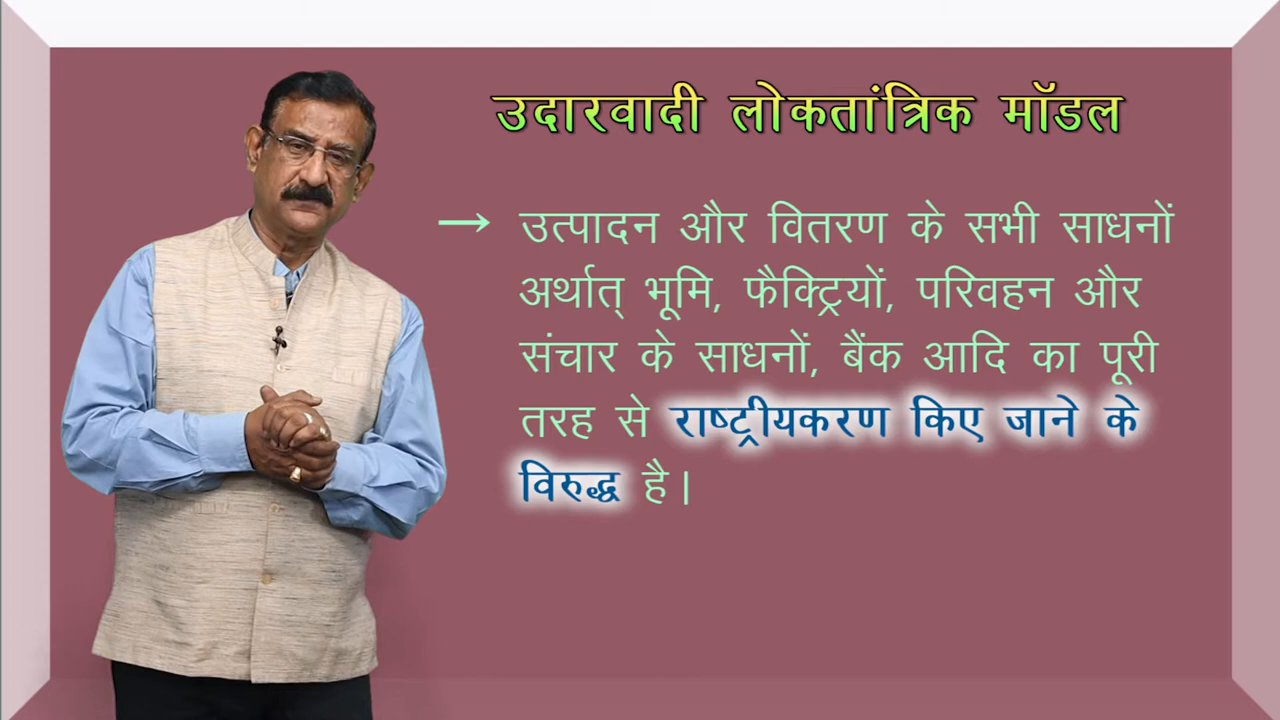 उदारवादी लोकतांत्रिक मॉडल
→ उत्पादन और वितरण के सभी साधनों
अर्थात् भूमि, फैक्ट्रियों, परिवहन और
संचार के साधनों, बैंक आदि का पूरी
तरह से राष्ट्रीयकरण किए जाने के
विरुद्ध है।